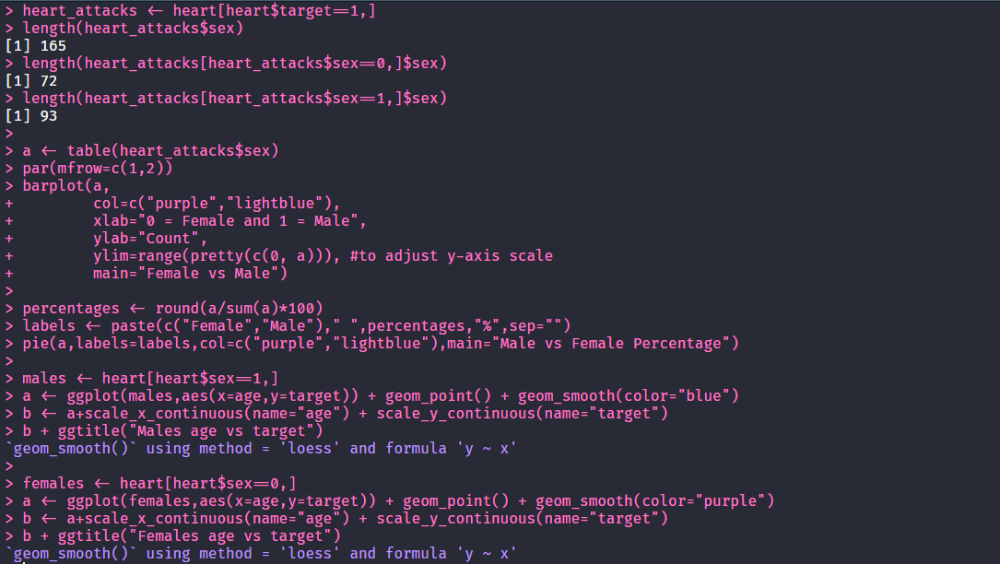 > heart_attacks <- heart[heart$target==1,]
> length(heart_attacks$sex)
[1] 165
> length(heart_attacks[heart_attacks$sex==0,]$sex)
[1] 72
> length(heart_attacks[heart_attacks$sex==1,]$sex)
[1] 93
>
> a <- table(heart_attacks$sex)
> par(mfrow=c(1,2))
> barplot(a,
+         col=c("purple","lightblue"),
+         xlab="0 = Female and 1 = Male",
+         ylab="Count",
+         ylim=range(pretty(c(0, a))), #to adjust y-axis scale
+         main="Female vs Male")
>
> percentages <- round(a/sum(a)*100)
> labels <- paste(c("Female","Male")," ",percentages,"%",sep="")
> pie(a,labels=labels,col=c("purple","lightblue"),main="Male vs Female Percentage")
>
> males <- heart[heart$sex==1,]
> a <- ggplot(males,aes(x=age,y=target)) + geom_point() + geom_smooth(color="blue")
> b <- a+scale_x_continuous(name="age") + scale_y_continuous(name="target")
> b + ggtitle("Males age vs target")
`geom_smooth()` using method = 'loess' and formula 'y ~ x'
>
> females <- heart[heart$sex==0,]
> a <- ggplot(females,aes(x=age,y=target)) + geom_point() + geom_smooth(color="purple")
> b <- a+scale_x_continuous(name="age") + scale_y_continuous(name="target")
> b + ggtitle("Females age vs target")
`geom_smooth()` using method = 'loess' and formula 'y ~ x'